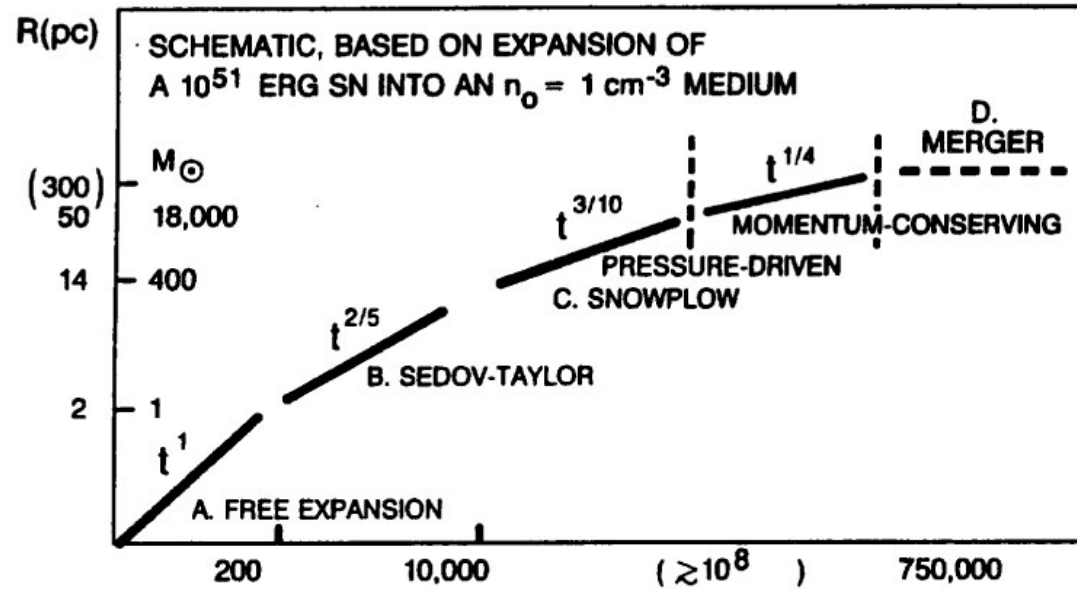 R(pc)
SCHEMATIC, BASED ON EXPANSION OF
A 10^51 ERG SN INTO AN n_o = 1 cm^-3 MEDIUM
D.
MERGER
M_⊙
(300)
t^1/4
50
18,000
t^3/10
MOMENTUM-CONSERVING
PRESSURE-DRIVEN
14
400
C. SNOWPLOW
t^2/5
B. SEDOV-TAYLOR
2
1
t^1
A. FREE EXPANSION
200
10,000
(≳10^8)
750,000